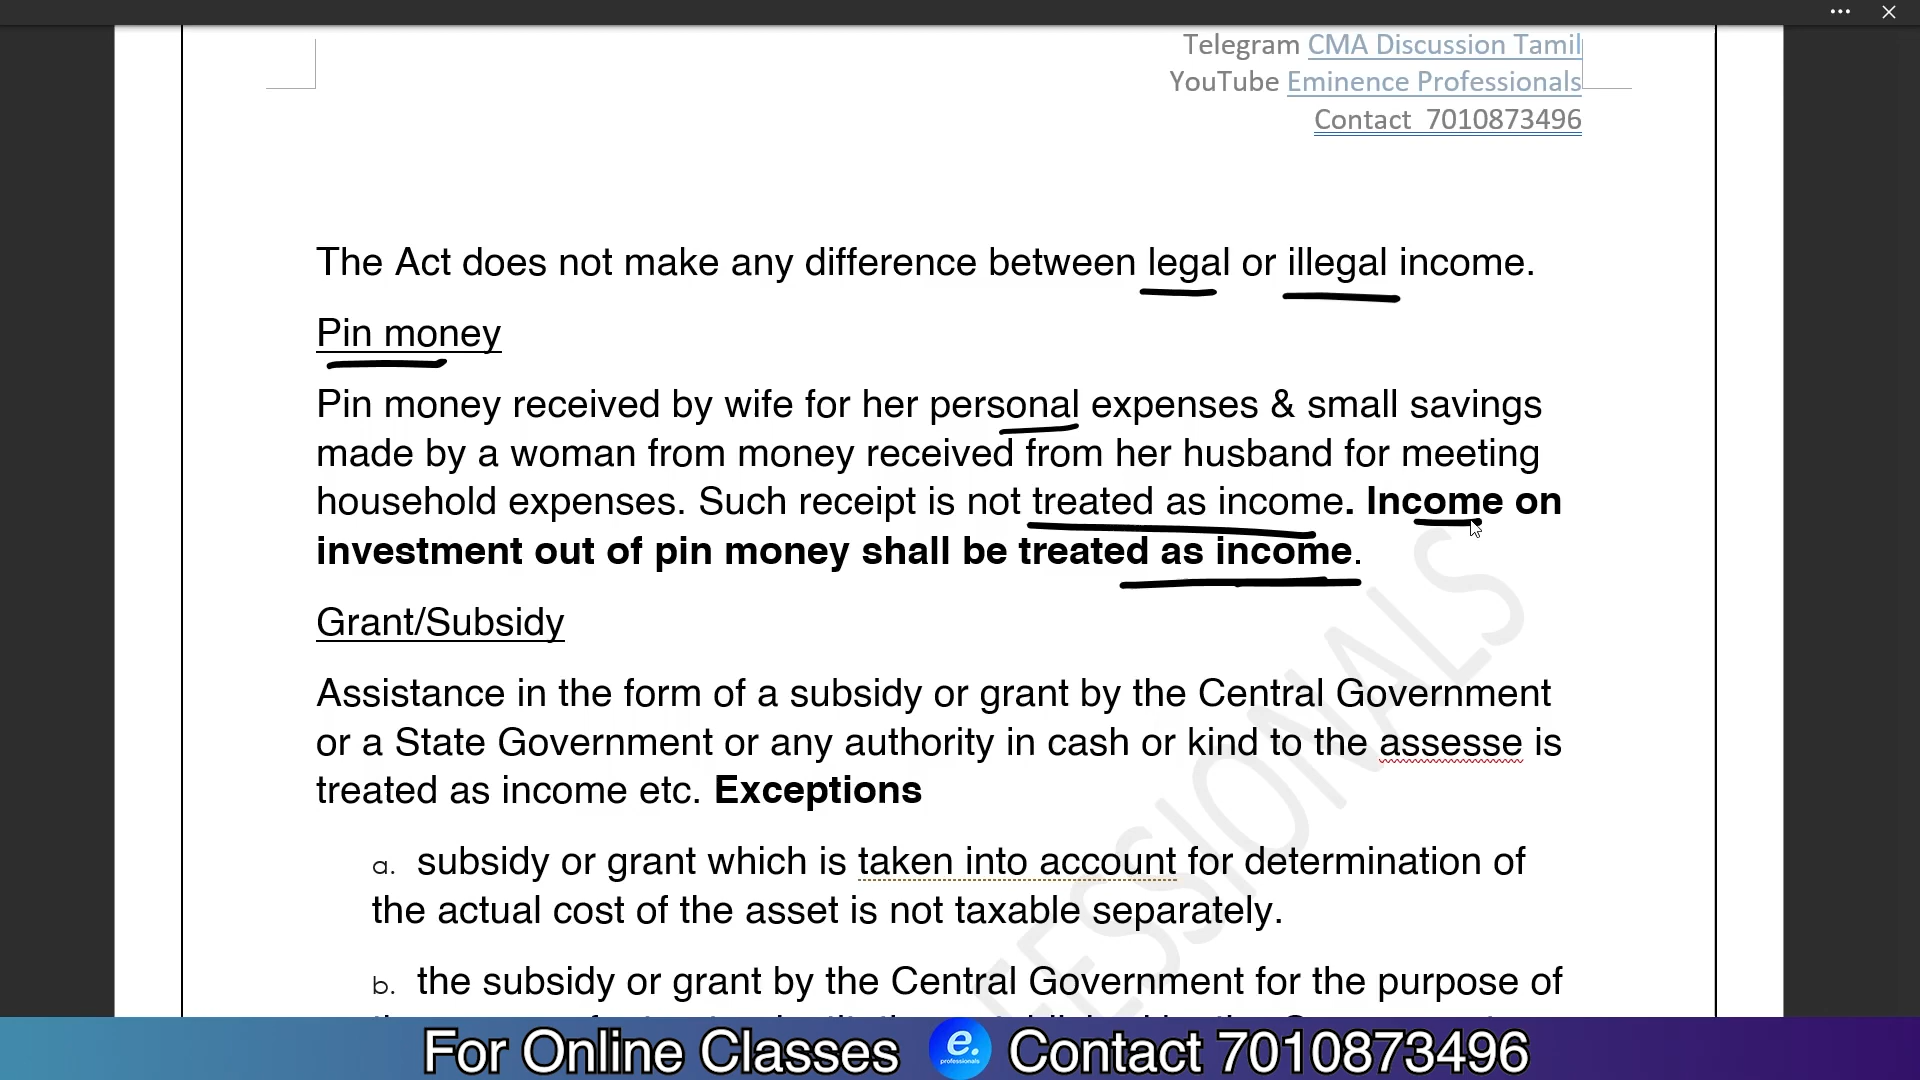 Telegram CMA Discussion Tamil
YouTube Eminence Professionals
Contact 7010873496
The Act does not make any difference between legal or illegal income.
Pin money
Pin money received by wife for her personal expenses & small savings
made by a woman from money received from her husband for meeting
household expenses. Such receipt is not treated as income. Income on
investment out of pin money shall be treated as income.
Grant/Subsidy
Assistance in the form of a subsidy or grant by the Central Government
or a State Government or any authority in cash or kind to the assesse is
treated as income etc. Exceptions
a. subsidy or grant which is taken into account for determination of
the actual cost of the asset is not taxable separately.
b. the subsidy or grant by the Central Government for the purpose of
For Online Classes e. professionals Contact 7010873496